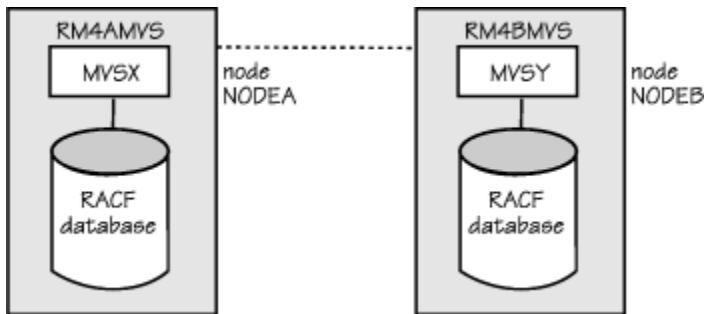 RM4AMVS
MVSX
node
NODEA
RACF
database
RM4BMVS
MVSY
node
NODEB
RACF
database